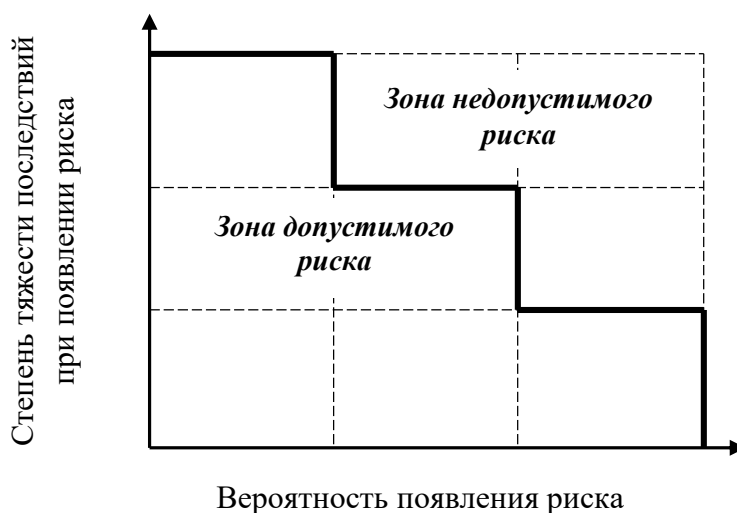 Степень тяжести последствий
при появлении риска
Зона недопустимого
риска
Зона допустимого
риска
Вероятность появления риска